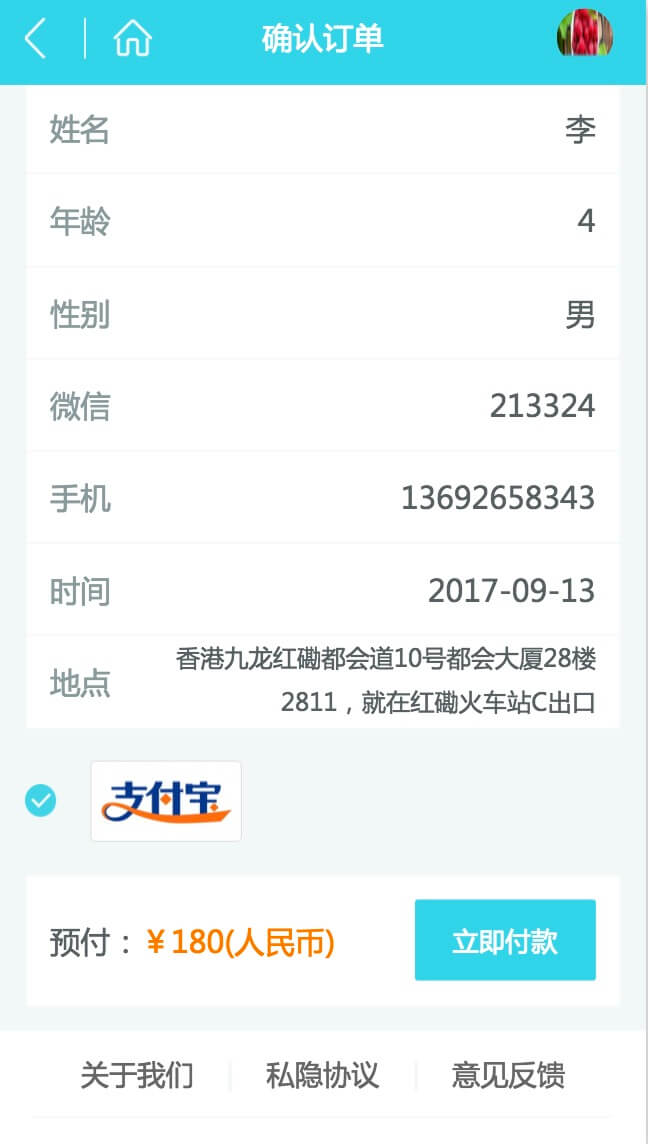 确认订单
姓名 李
年龄 4
性别 男
微信 213324
手机 13692658343
时间 2017-09-13
地点 香港九龙红磡都会道10号都会大厦28楼
2811，就在红磡火车站C出口
支付宝
预付：￥180(人民币) 立即付款
关于我们 私隐协议 意见反馈